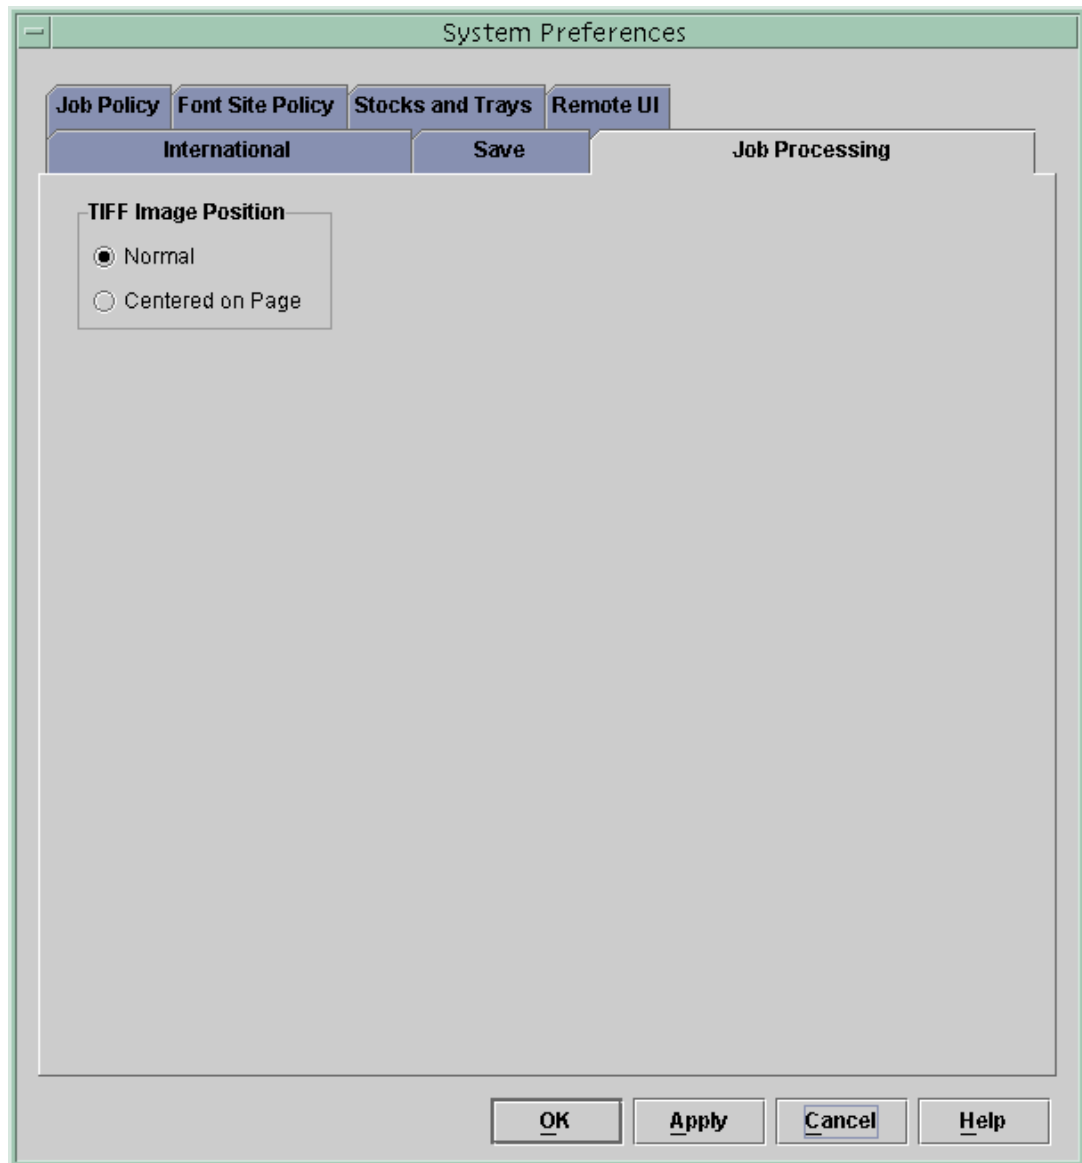 System Preferences
Job Policy Font Site Policy Stocks and Trays Remote UI
International Save Job Processing
TIFF Image Position
Normal
Centered on Page
OK Apply Cancel Help